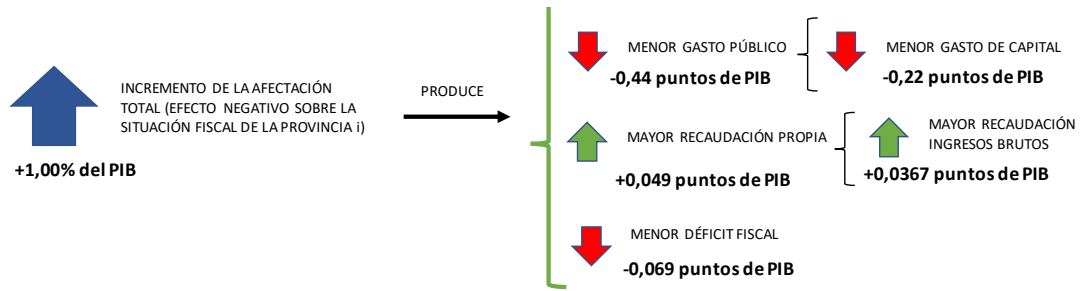 INCREMENTO DE LA AFECTACIÓN
TOTAL (EFECTO NEGATIVO SOBRE LA
SITUACIÓN FISCAL DE LA PROVINCIA i)
+1,00% del PIB
PRODUCE
MENOR GASTO PÚBLICO
-0,44 puntos de PIB
MENOR GASTO DE CAPITAL
-0,22 puntos de PIB
MAYOR RECAUDACIÓN PROPIA
+0,049 puntos de PIB
MAYOR RECAUDACIÓN
INGRESOS BRUTOS
+0,0367 puntos de PIB
MENOR DÉFICIT FISCAL
-0,069 puntos de PIB